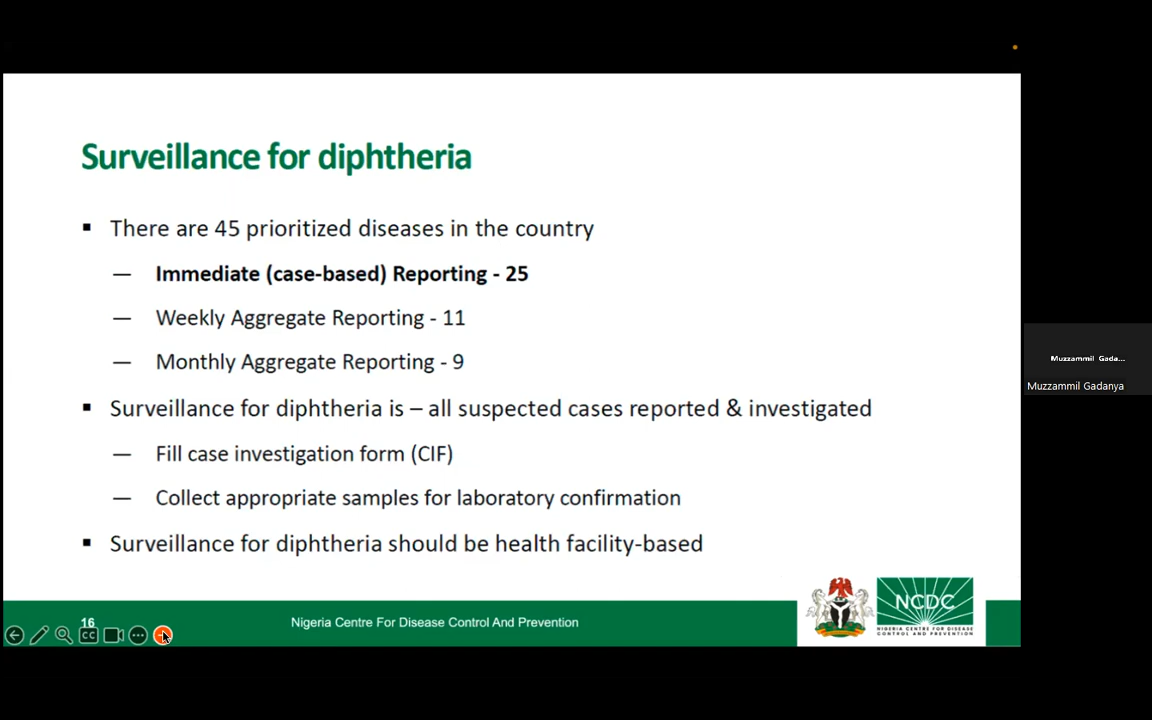 Surveillance for diphtheria
▪ There are 45 prioritized diseases in the country
— Immediate (case-based) Reporting - 25
— Weekly Aggregate Reporting - 11
— Monthly Aggregate Reporting - 9
▪ Surveillance for diphtheria is – all suspected cases reported & investigated
— Fill case investigation form (CIF)
— Collect appropriate samples for laboratory confirmation
▪ Surveillance for diphtheria should be health facility-based
Muzzammil Gada...
Muzzammil Gadanya
16
CC
Nigeria Centre For Disease Control And Prevention
NCDC
NIGERIA CENTRE FOR DISEASE
CONTROL AND PREVENTION